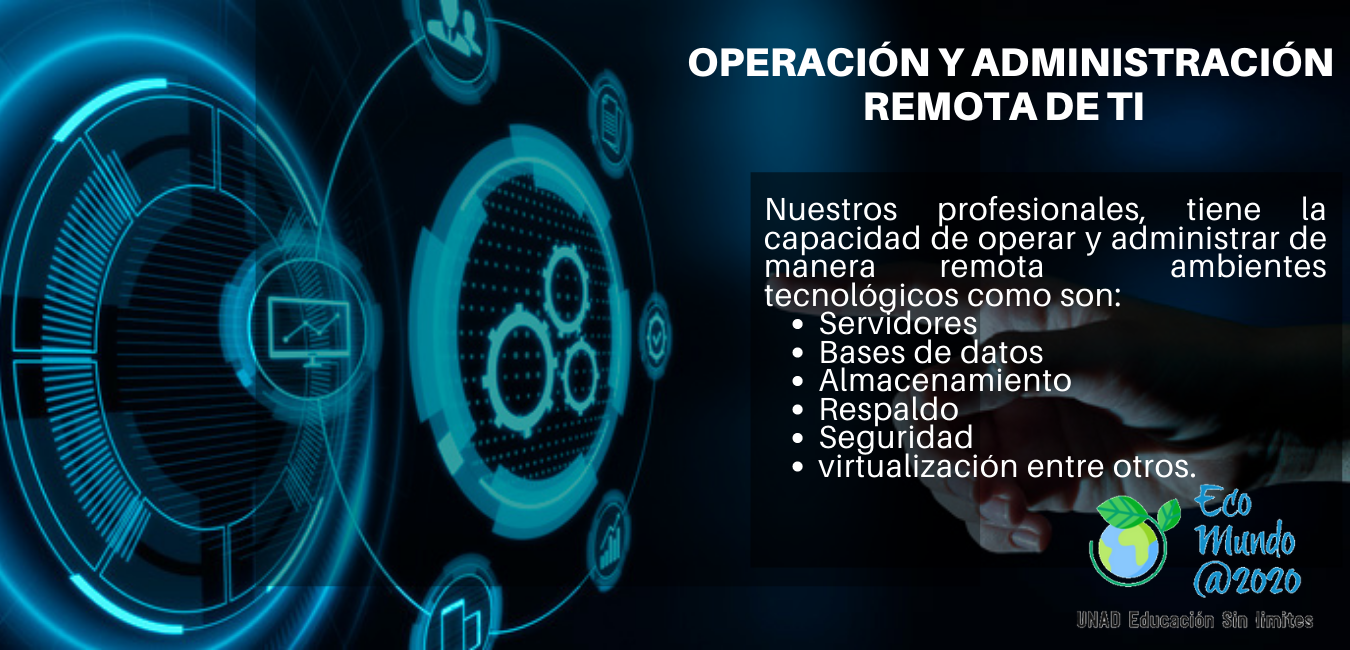 OPERACIÓN Y ADMINISTRACIÓN
REMOTA DE TI
Nuestros profesionales, tiene la
capacidad de operar y administrar de
manera remota ambientes
tecnológicos como son:
• Servidores
• Bases de datos
• Almacenamiento
• Respaldo
• Seguridad
• virtualización entre otros.
Eco
Mundo
@2020
UNAD Educación Sin limites